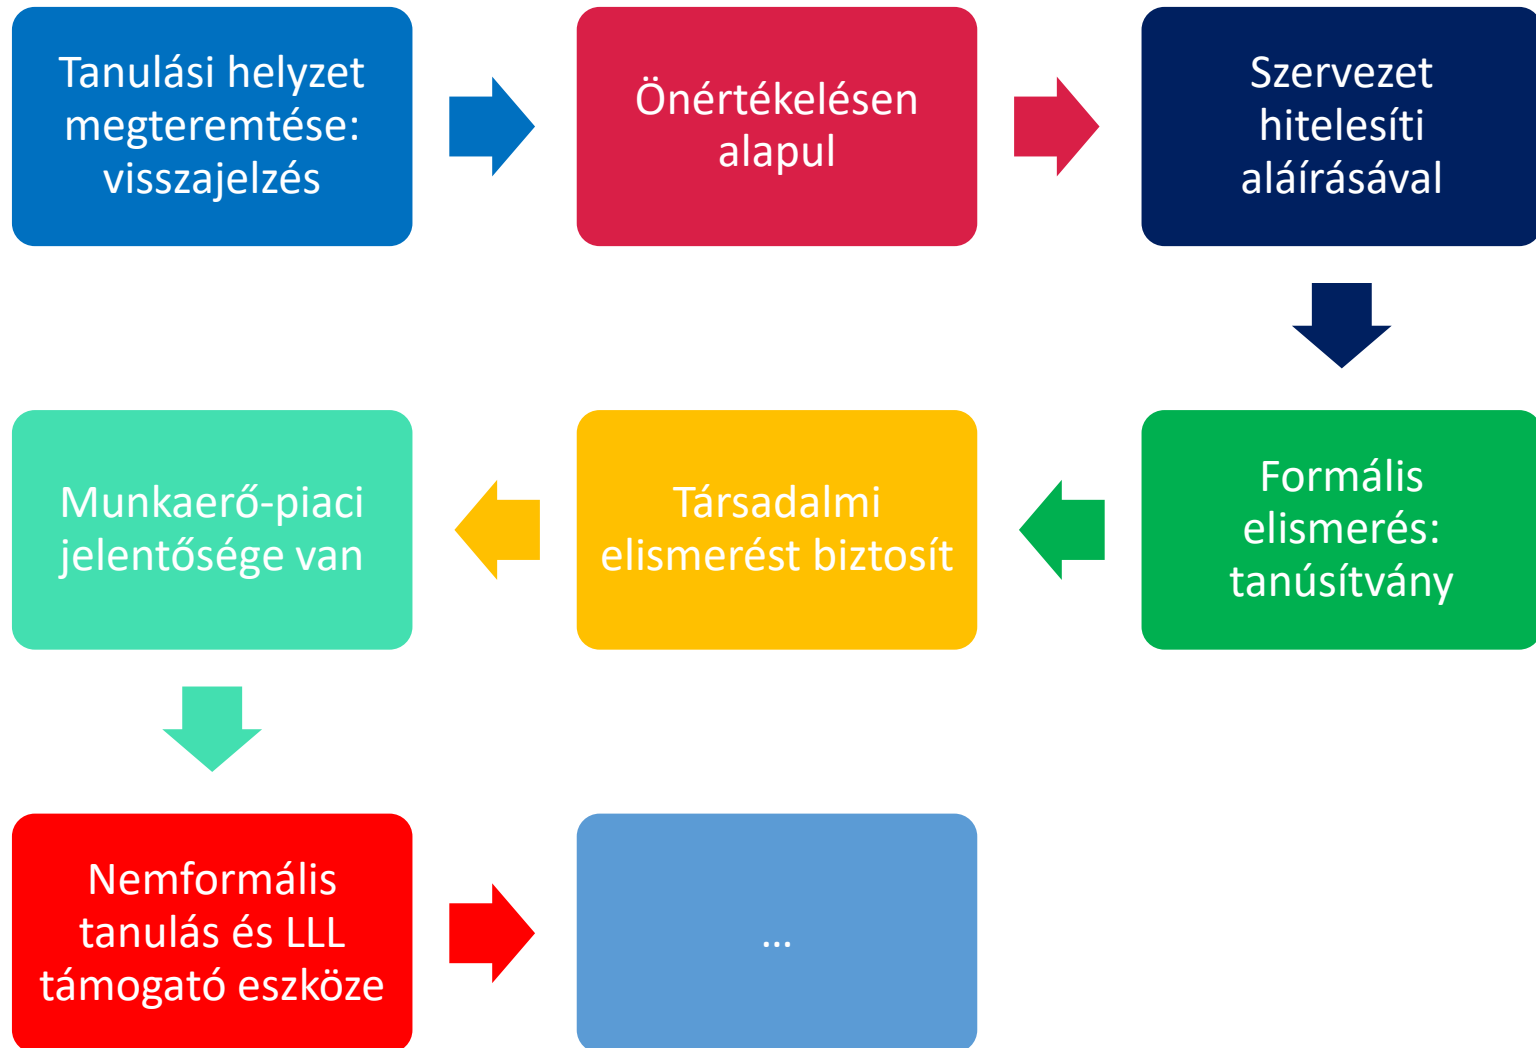 Tanulási helyzet
megteremtése:
visszajelzés
Önértékelésen
alapul
Szervezet
hitelesíti
aláírásával
Formális
elismerés:
tanúsítvány
Társadalmi
elismerést biztosít
Munkaerő-piaci
jelentősége van
Nemformális
tanulás és LLL
támogató eszköze
...